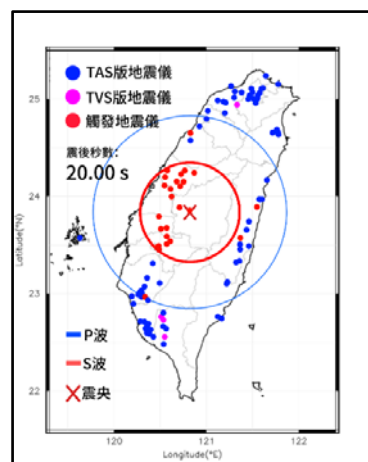 25
TAS版地震儀
TVS版地震儀
觸發地震儀
震後秒數:
20.00 s
24
23
22
Latitude(°N)
P波
S波
震央
120
121
122
Longitude(°E)